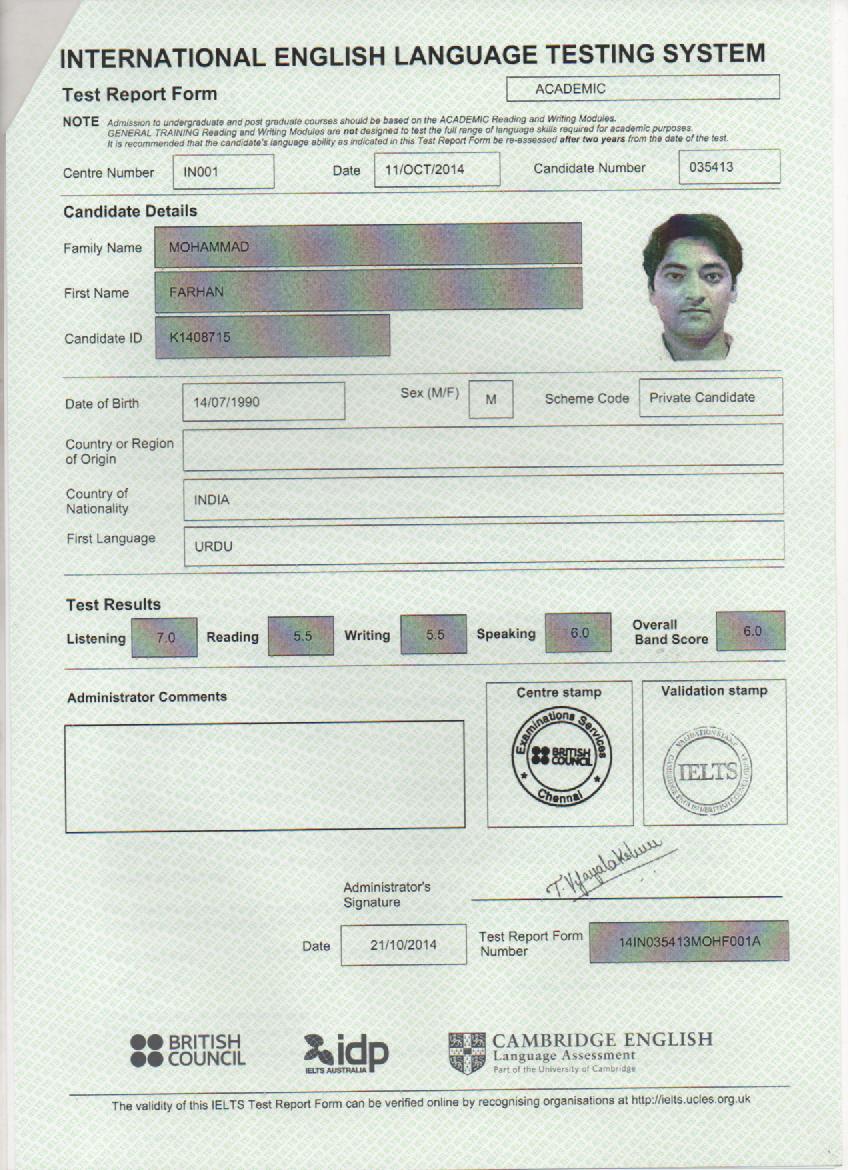 INTERNATIONAL ENGLISH LANGUAGE TESTING SYSTEM
Test Report Form
ACADEMIC
NOTE Admission to undergraduate and post graduate courses should be based on the ACADEMIC Reading and Writing Modules.
GENERAL TRAINING Reading and Writing Modules are not designed to test the full range of language skills required for academic purposes.
It is recommended that the candidate's language ability as indicated in this Test Report Form be re-assessed after two years from the date of the test.
Centre Number IN001 Date 11/OCT/2014 Candidate Number 035413
Candidate Details
Family Name MOHAMMAD
First Name FARHAN
Candidate ID K1408715
Date of Birth 14/07/1990 Sex (M/F) M Scheme Code Private Candidate
Country or Region
of Origin
Country of
Nationality
INDIA
First Language URDU
Test Results
Listening 7.0 Reading 5.5 Writing 5.5 Speaking 6.0 Overall
Band Score 6.0
Administrator Comments
Centre stamp
Validation stamp
Examinations Services
BRITISH
COUNCIL
Chennai
IELTS
Administrator's
Signature
Date 21/10/2014
Test Report Form
Number
14IN035413MOHF001A
BRITISH
COUNCIL
idp
IELTS AUSTRALIA
CAMBRIDGE ENGLISH
Language Assessment
Part of the University of Cambridge
The validity of this IELTS Test Report Form can be verified online by recognising organisations at http://ielts.ucles.org.uk